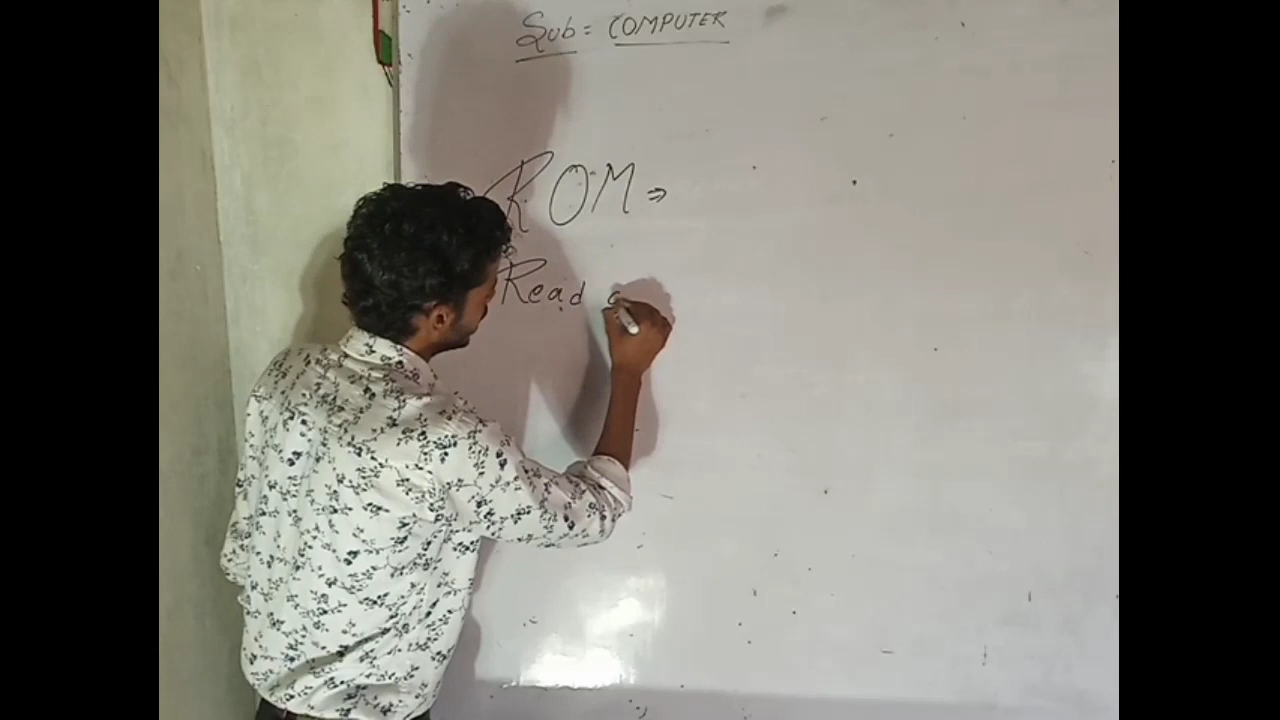 Sub = COMPUTER
ROM ⇒
Read o